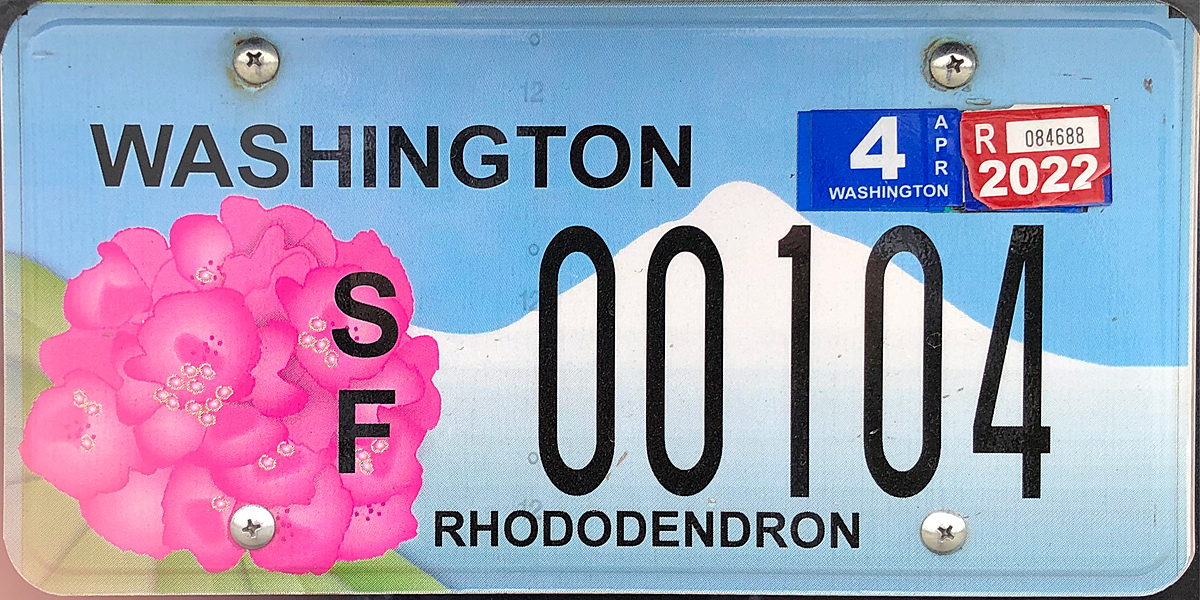 WASHINGTON
4 APR
WASHINGTON
R 084688
2022
SF 00104
RHODODENDRON